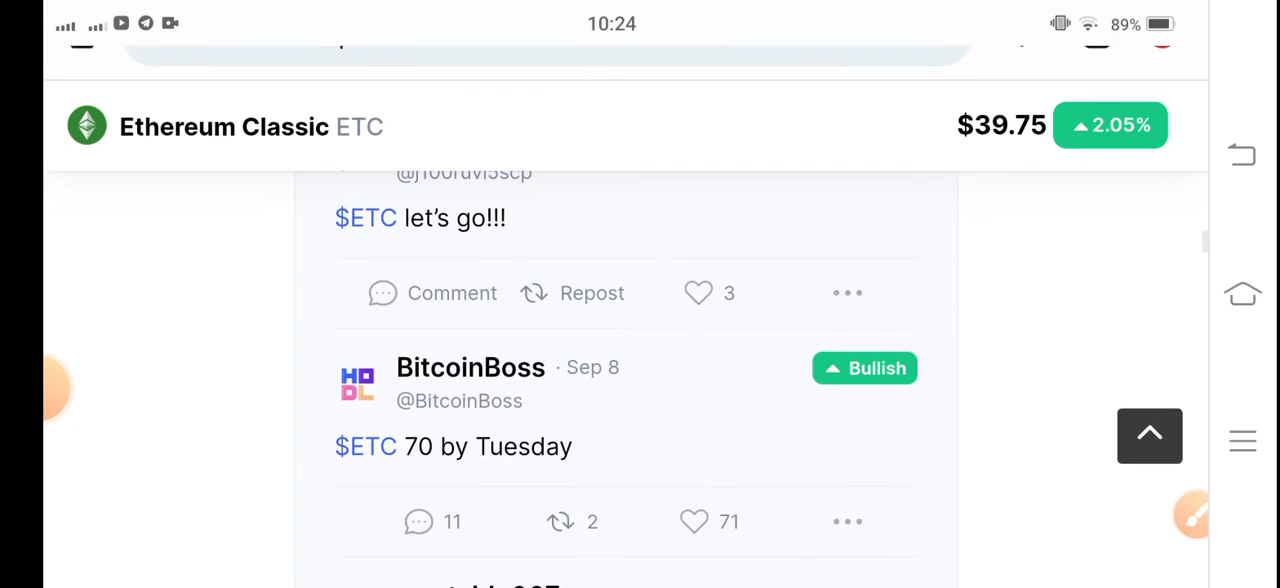 10:24
89%
Ethereum Classic ETC
$39.75
2.05%
$ETC let's go!!!
Comment
Repost
3
HODL
BitcoinBoss · Sep 8
Bullish
@BitcoinBoss
$ETC 70 by Tuesday
11
2
71